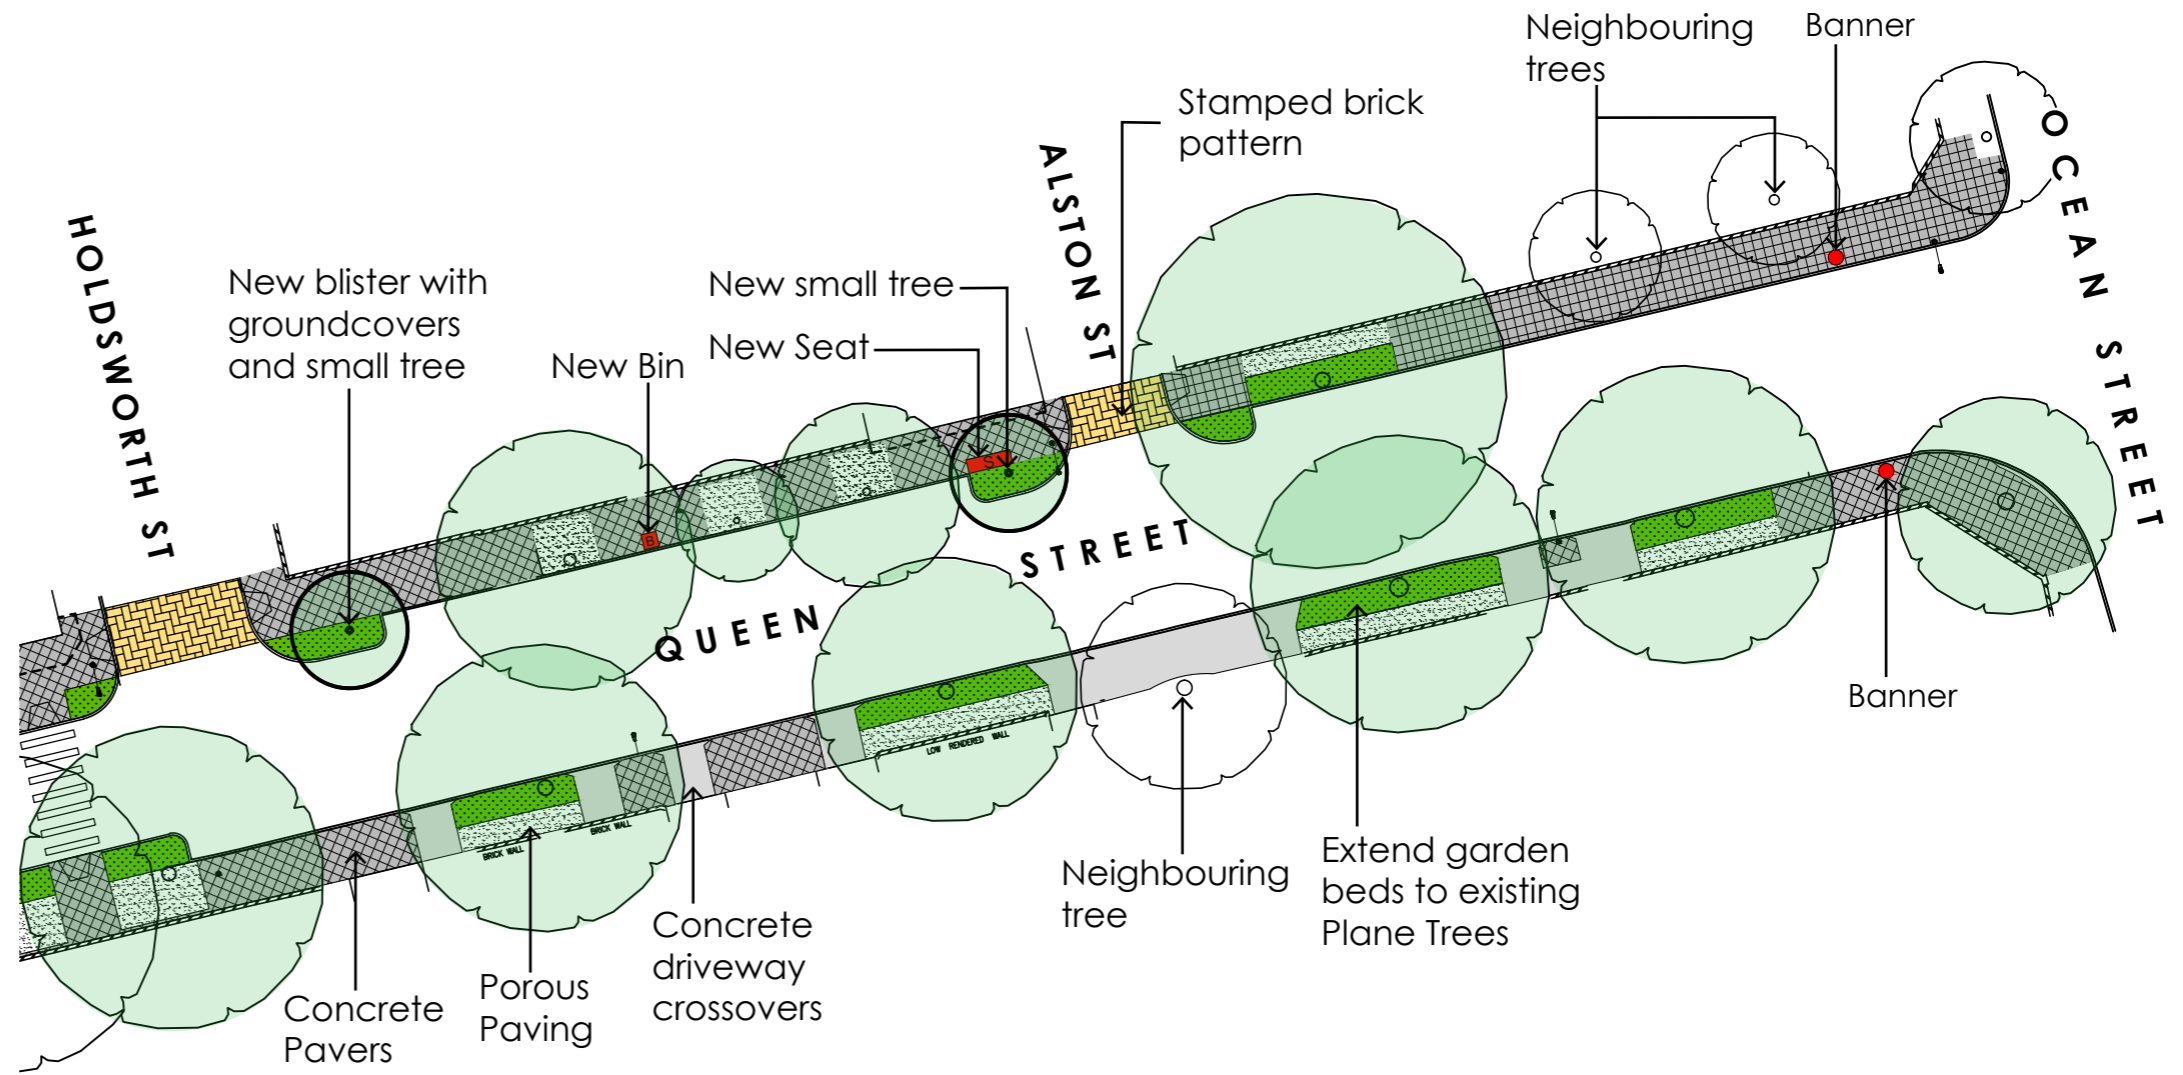 Neighbouring
trees
Banner
Stamped brick
pattern
OCEAN STREET
ALSTON ST
HOLDSWORTH ST
New blister with
groundcovers
and small tree
New small tree
New Seat
New Bin
S
B
QUEEN STREET
LOW RENDERED WALL
BRICK WALL
BRICK WALL
Banner
Neighbouring
tree
Extend garden
beds to existing
Plane Trees
Concrete
driveway
crossovers
Porous
Paving
Concrete
Pavers